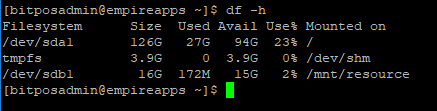 [bitposadmin@empireapps ~]$ df -h
Filesystem      Size  Used Avail Use% Mounted on
/dev/sda1       126G   27G   94G  23% /
tmpfs           3.9G     0  3.9G   0% /dev/shm
/dev/sdb1        16G  172M   15G   2% /mnt/resource
[bitposadmin@empireapps ~]$